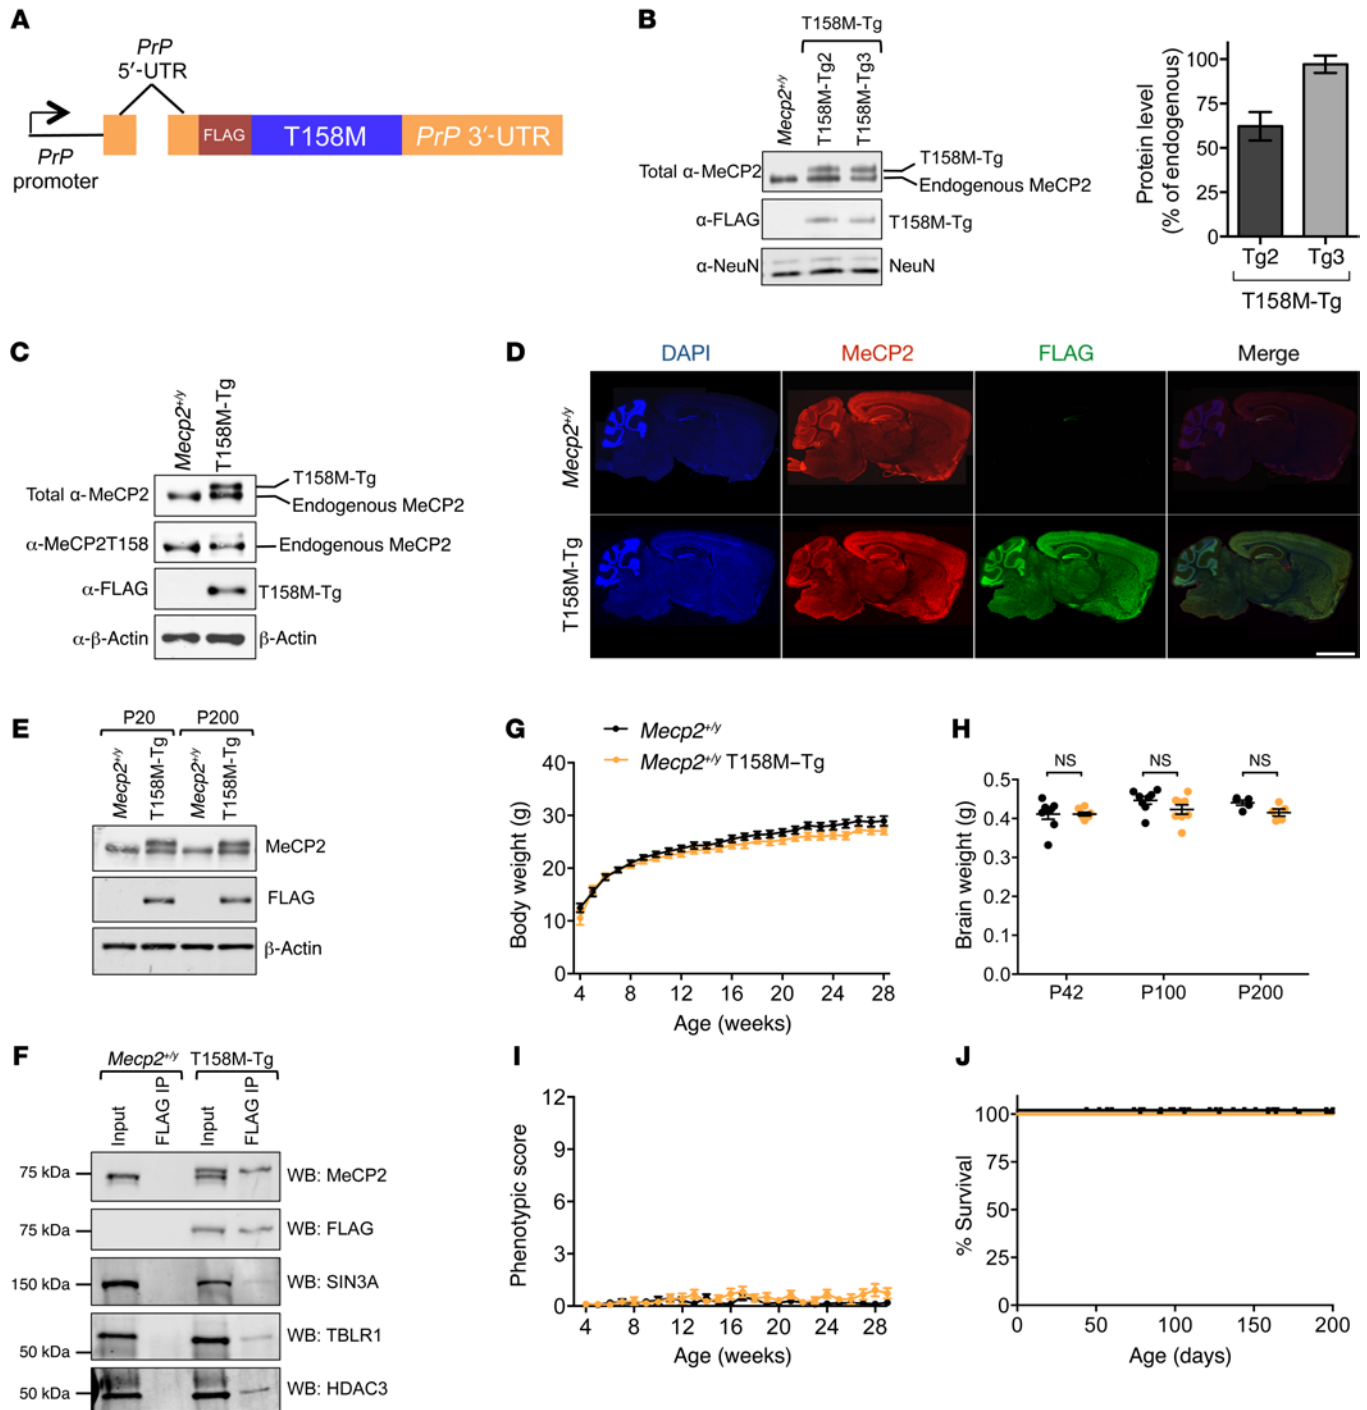 A
PrP
5′-UTR
PrP
promoter
FLAG
T158M
PrP 3′-UTR
B
T158M-Tg
Mecp2+/y
T158M-Tg2
T158M-Tg3
Total α-MeCP2
T158M-Tg
Endogenous MeCP2
α-FLAG
T158M-Tg
α-NeuN
NeuN
Protein level
(% of endogenous)
100
75
50
25
0
Tg2
Tg3
T158M-Tg
C
Mecp2+/y
T158M-Tg
Total α-MeCP2
T158M-Tg
Endogenous MeCP2
α-MeCP2T158
Endogenous MeCP2
α-FLAG
T158M-Tg
α-β-Actin
β-Actin
D
DAPI
MeCP2
FLAG
Merge
Mecp2+/y
T158M-Tg
E
P20
P200
Mecp2+/y
T158M-Tg
Mecp2+/y
T158M-Tg
MeCP2
FLAG
β-Actin
F
Mecp2+/y
T158M-Tg
Input
FLAG IP
Input
FLAG IP
75 kDa
WB: MeCP2
75 kDa
WB: FLAG
150 kDa
WB: SIN3A
WB: TBLR1
50 kDa
50 kDa
WB: HDAC3
G
Mecp2+/y
Mecp2+/y T158M–Tg
Body weight (g)
40
30
20
10
0
4
8
12
16
20
24
28
Age (weeks)
H
NS
NS
NS
Brain weight (g)
0.5
0.4
0.3
0.2
0.1
0.0
P42
P100
P200
I
Phenotypic score
12
9
6
3
0
4
8
12
16
20
24
28
Age (weeks)
J
% Survival
100
75
50
25
0
0
50
100
150
200
Age (days)